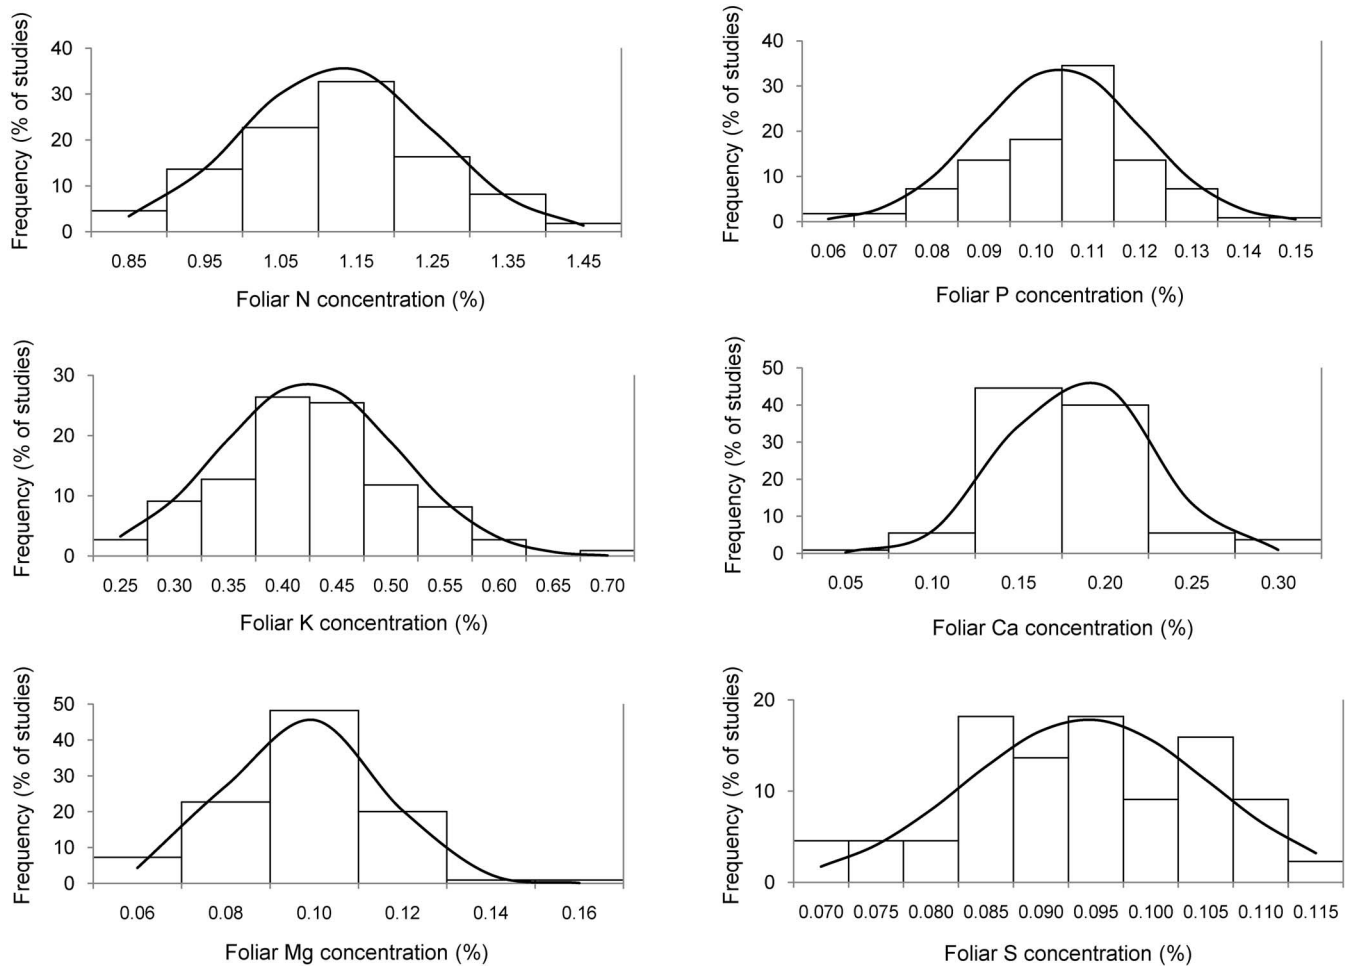 Frequency (% of studies)
40
30
20
10
0
0.85 0.95 1.05 1.15 1.25 1.35 1.45
Foliar N concentration (%)
Frequency (% of studies)
40
30
20
10
0
0.06 0.07 0.08 0.09 0.10 0.11 0.12 0.13 0.14 0.15
Foliar P concentration (%)
Frequency (% of studies)
30
20
10
0
0.25 0.30 0.35 0.40 0.45 0.50 0.55 0.60 0.65 0.70
Foliar K concentration (%)
Frequency (% of studies)
50
40
30
20
10
0
0.05 0.10 0.15 0.20 0.25 0.30
Foliar Ca concentration (%)
Frequency (% of studies)
50
40
30
20
10
0
0.06 0.08 0.10 0.12 0.14 0.16
Foliar Mg concentration (%)
Frequency (% of studies)
20
10
0
0.070 0.075 0.080 0.085 0.090 0.095 0.100 0.105 0.110 0.115
Foliar S concentration (%)